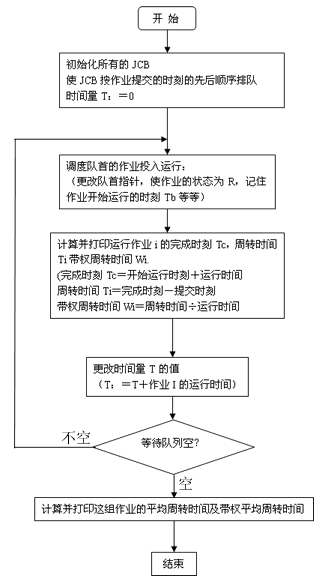 开 始
初始化所有的 JCB
使 JCB 按作业提交的时刻的先后顺序排队
时间量 T：＝0
调度队首的作业投入运行：
（更改队首指针，使作业的状态为 R，记住
作业开始运行的时刻 Tb 等等）
计算并打印运行作业 i 的完成时刻 Tc，周转时间
Ti 带权周转时间 Wi
(完成时刻 Tc＝开始运行时刻＋运行时间
周转时间 Ti＝完成时刻－提交时刻
带权周转时间 Wi＝周转时间÷运行时间
更改时间量 T 的值
（T：＝T＋作业 I 的运行时间）
不空
等待队列空？
空
计算并打印这组作业的平均周转时间及带权平均周转时间
结束